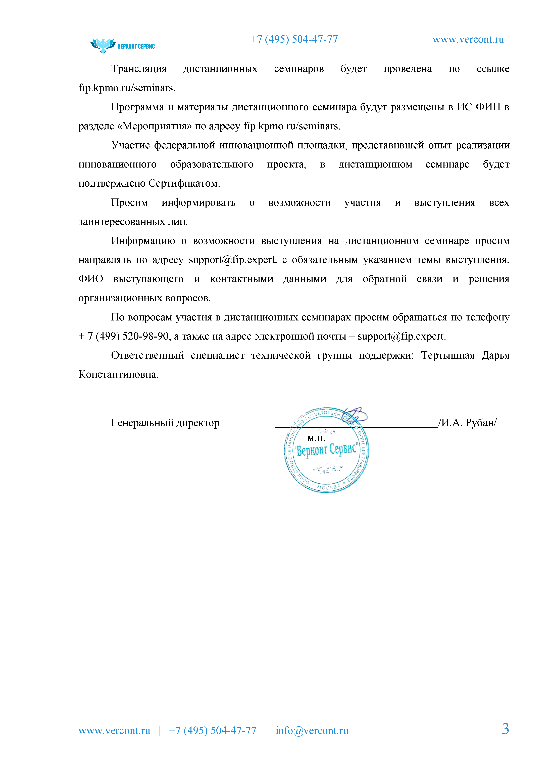 ВЕРКОНТ СЕРВИС +7 (495) 504-47-77 www.vercont.ru
Трансляция дистанционных семинаров будет проведена по ссылке
fip.kpmo.ru/seminars.
Программа и материалы дистанционного семинара будут размещены в ИС ФИП в
разделе «Мероприятия» по адресу fip.kpmo.ru/seminars.
Участие федеральной инновационной площадки, представившей опыт реализации
инновационного образовательного проекта, в дистанционном семинаре будет
подтверждено Сертификатом.
Просим информировать о возможности участия и выступления всех
заинтересованных лиц.
Информацию о возможности выступления на дистанционном семинаре просим
направлять по адресу support@fip.expert, с обязательным указанием темы выступления,
ФИО выступающего и контактными данными для обратной связи и решения
организационных вопросов.
По вопросам участия в дистанционных семинарах просим обращаться по телефону
+ 7 (499) 520-98-90, а также на адрес электронной почты – support@fip.expert.
Ответственный специалист технической группы поддержки: Тертышная Дарья
Константиновна.
Генеральный директор /И.А. Рубан/
м.п.
Верконт Сервис
www.vercont.ru | +7 (495) 504-47-77 info@vercont.ru 3